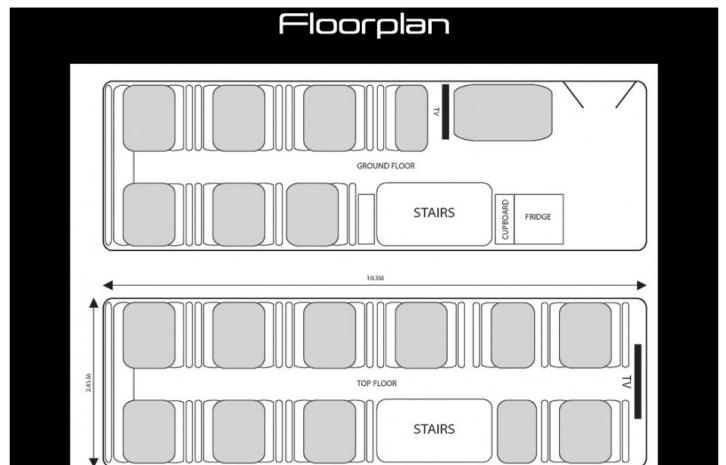 Floorplan
TV
GROUND FLOOR
STAIRS
CUPBOARD
FRIDGE
10.3M
2.45M
TOP FLOOR
TV
STAIRS